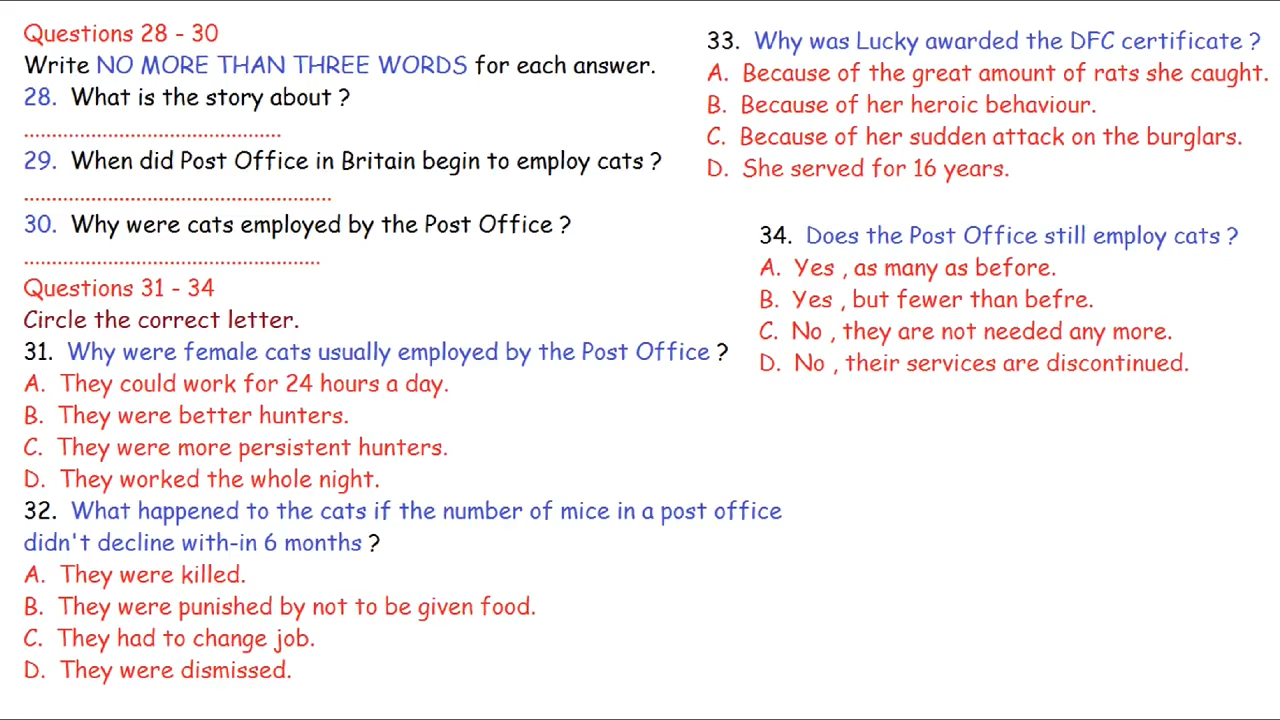 Questions 28 - 30
Write NO MORE THAN THREE WORDS for each answer.
28. What is the story about ?
............................................
29. When did Post Office in Britain begin to employ cats ?
.....................................................
30. Why were cats employed by the Post Office ?
...................................................
Questions 31 - 34
Circle the correct letter.
31. Why were female cats usually employed by the Post Office ?
A. They could work for 24 hours a day.
B. They were better hunters.
C. They were more persistent hunters.
D. They worked the whole night.
32. What happened to the cats if the number of mice in a post office
didn't decline with-in 6 months ?
A. They were killed.
B. They were punished by not to be given food.
C. They had to change job.
D. They were dismissed.
33. Why was Lucky awarded the DFC certificate ?
A. Because of the great amount of rats she caught.
B. Because of her heroic behaviour.
C. Because of her sudden attack on the burglars.
D. She served for 16 years.
34. Does the Post Office still employ cats ?
A. Yes , as many as before.
B. Yes , but fewer than befre.
C. No , they are not needed any more.
D. No , their services are discontinued.